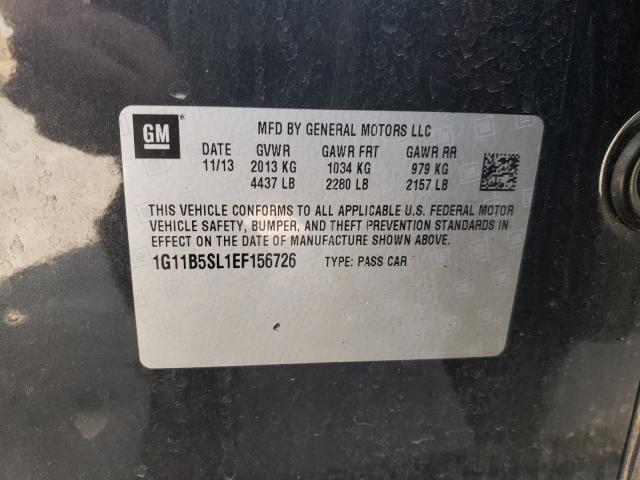 GM
MFD BY GENERAL MOTORS LLC
DATE GVWR GAWR FRT GAWR RR
11/13 2013 KG 1034 KG 979 KG
4437 LB 2280 LB 2157 LB
THIS VEHICLE CONFORMS TO ALL APPLICABLE U.S. FEDERAL MOTOR
VEHICLE SAFETY, BUMPER, AND THEFT PREVENTION STANDARDS IN
EFFECT ON THE DATE OF MANUFACTURE SHOWN ABOVE.
1G11B5SL1EF156726 TYPE: PASS CAR